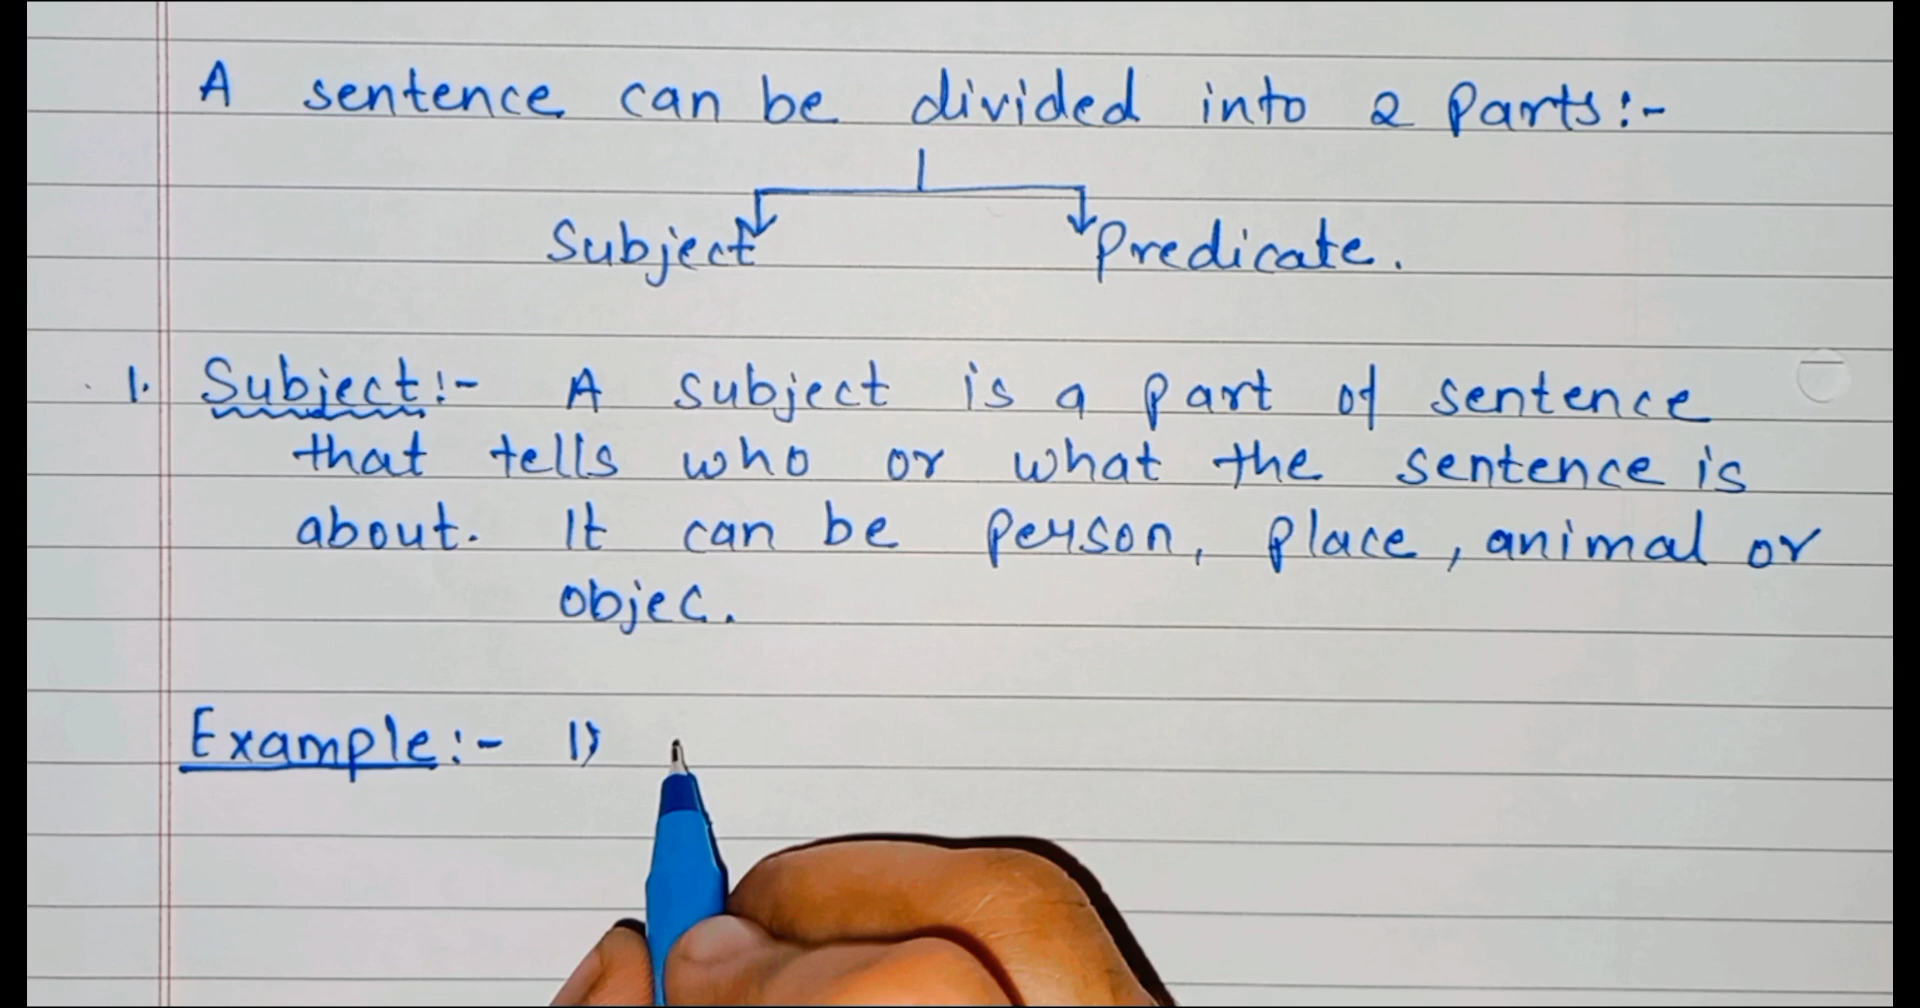 A sentence can be divided into 2 Parts:-
Subject Predicate.
1. Subject:- A subject is a part of sentence
that tells who or what the sentence is
about. It can be person, place, animal or
objec.
Example:- 1)